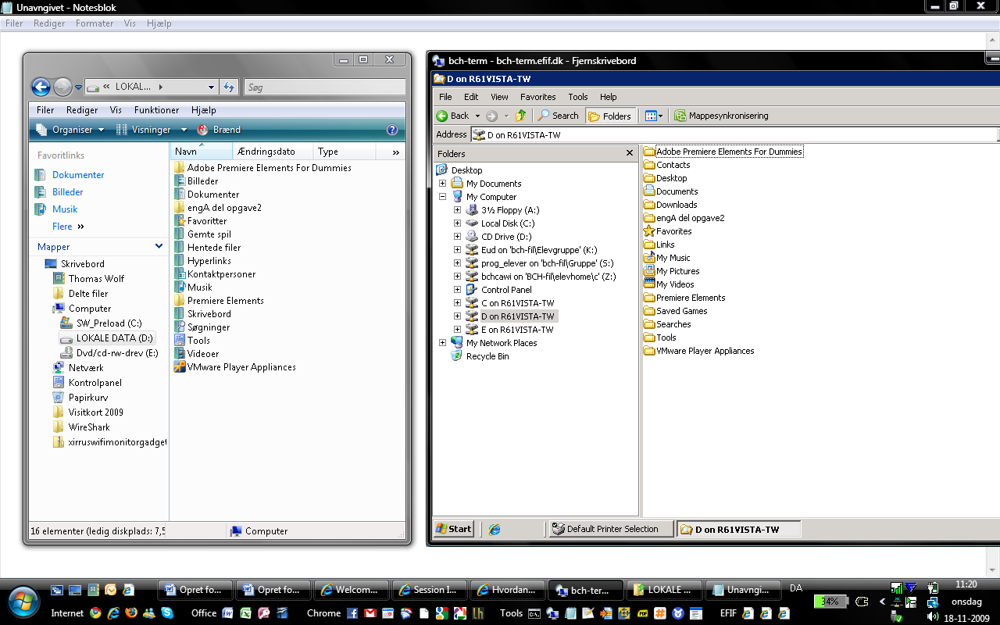 Unavngivet - Notesblok
Filer Rediger Formater Vis Hjælp
« LOKAL...
Søg
Filer Rediger Vis Funktioner Hjælp
Organiser Visninger Brænd
Favoritlinks
Dokumenter
Billeder
Musik
Flere »
Mapper
Skrivebord
Thomas Wolf
Delte filer
Computer
SW_Preload (C:)
LOKALE DATA (D:)
Dvd/cd-rw-drev (E:)
Netværk
Kontrolpanel
Papirkurv
Visitkort 2009
WireShark
xirruswifimonitorgadget
Navn Ændringsdato Type »
Adobe Premiere Elements For Dummies
Billeder
Dokumenter
engA del opgave2
Favoritter
Gemte spil
Hentede filer
Hyperlinks
Kontaktpersoner
Musik
Premiere Elements
Skrivebord
Søgninger
Tools
Videoer
VMware Player Appliances
16 elementer (ledig diskplads: 7,5
Computer
bch-term - bch-term.efif.dk - Fjernskrivebord
D on R61VISTA-TW
File Edit View Favorites Tools Help
Back Search Folders Mappesynkronisering
Address D on R61VISTA-TW
Folders
Desktop
My Documents
My Computer
3½ Floppy (A:)
Local Disk (C:)
CD Drive (D:)
Eud on 'bch-fil\Elevgruppe' (K:)
prog_elever on 'bch-fil\Gruppe' (S:)
bchcawi on 'BCH-fil\elevhome\c' (Z:)
Control Panel
C on R61VISTA-TW
D on R61VISTA-TW
E on R61VISTA-TW
My Network Places
Recycle Bin
Adobe Premiere Elements For Dummies
Contacts
Desktop
Documents
Downloads
engA del opgave2
Favorites
Links
My Music
My Pictures
My Videos
Premiere Elements
Saved Games
Searches
Tools
VMware Player Appliances
Start Default Printer Selection D on R61VISTA-TW
Opret fo... Opret fo... Welcom... Session I... Hvordan... bch-ter... LOKALE ... Unavngi... DA 11:20
Internet Office Chrome Tools EFIF 34% onsdag
18-11-2009